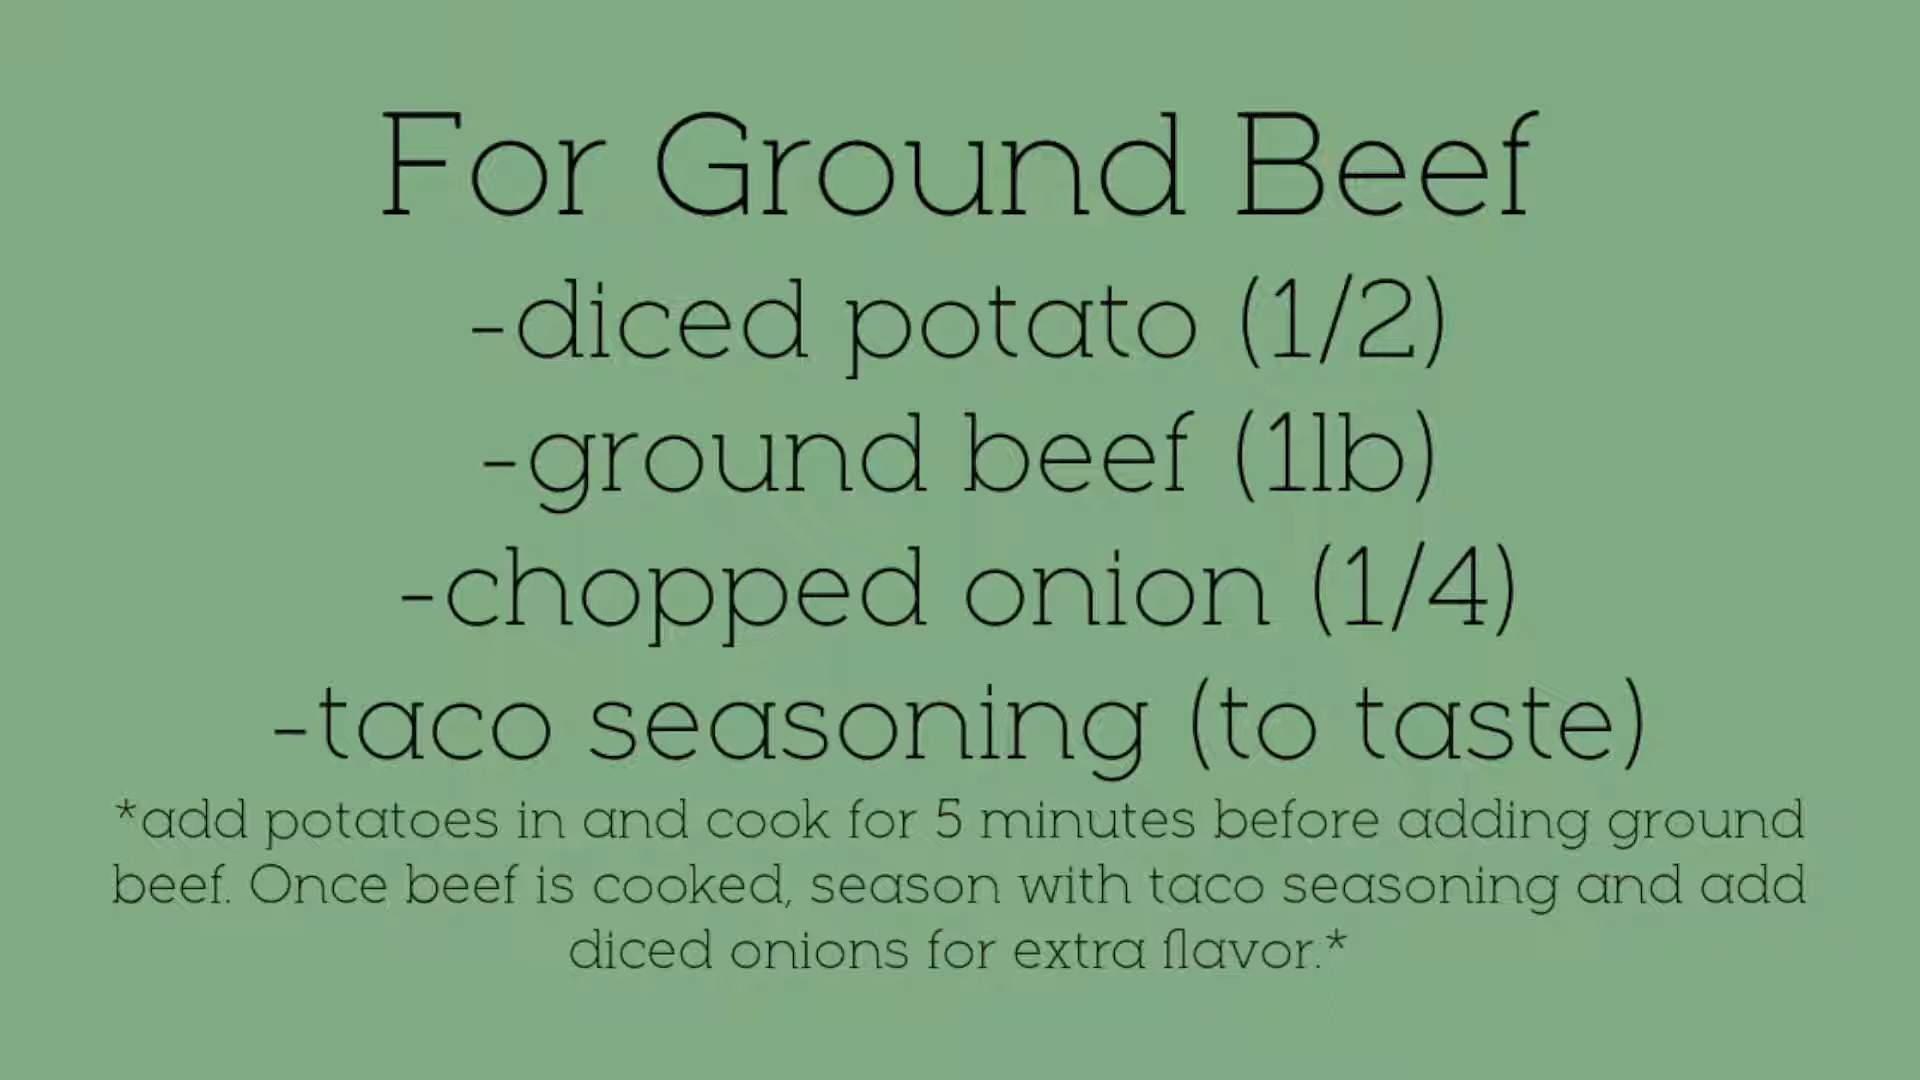 For Ground Beef
-diced potato (1/2)
-ground beef (1lb)
-chopped onion (1/4)
-taco seasoning (to taste)
*add potatoes in and cook for 5 minutes before adding ground
beef. Once beef is cooked, season with taco seasoning and add
diced onions for extra flavor.*